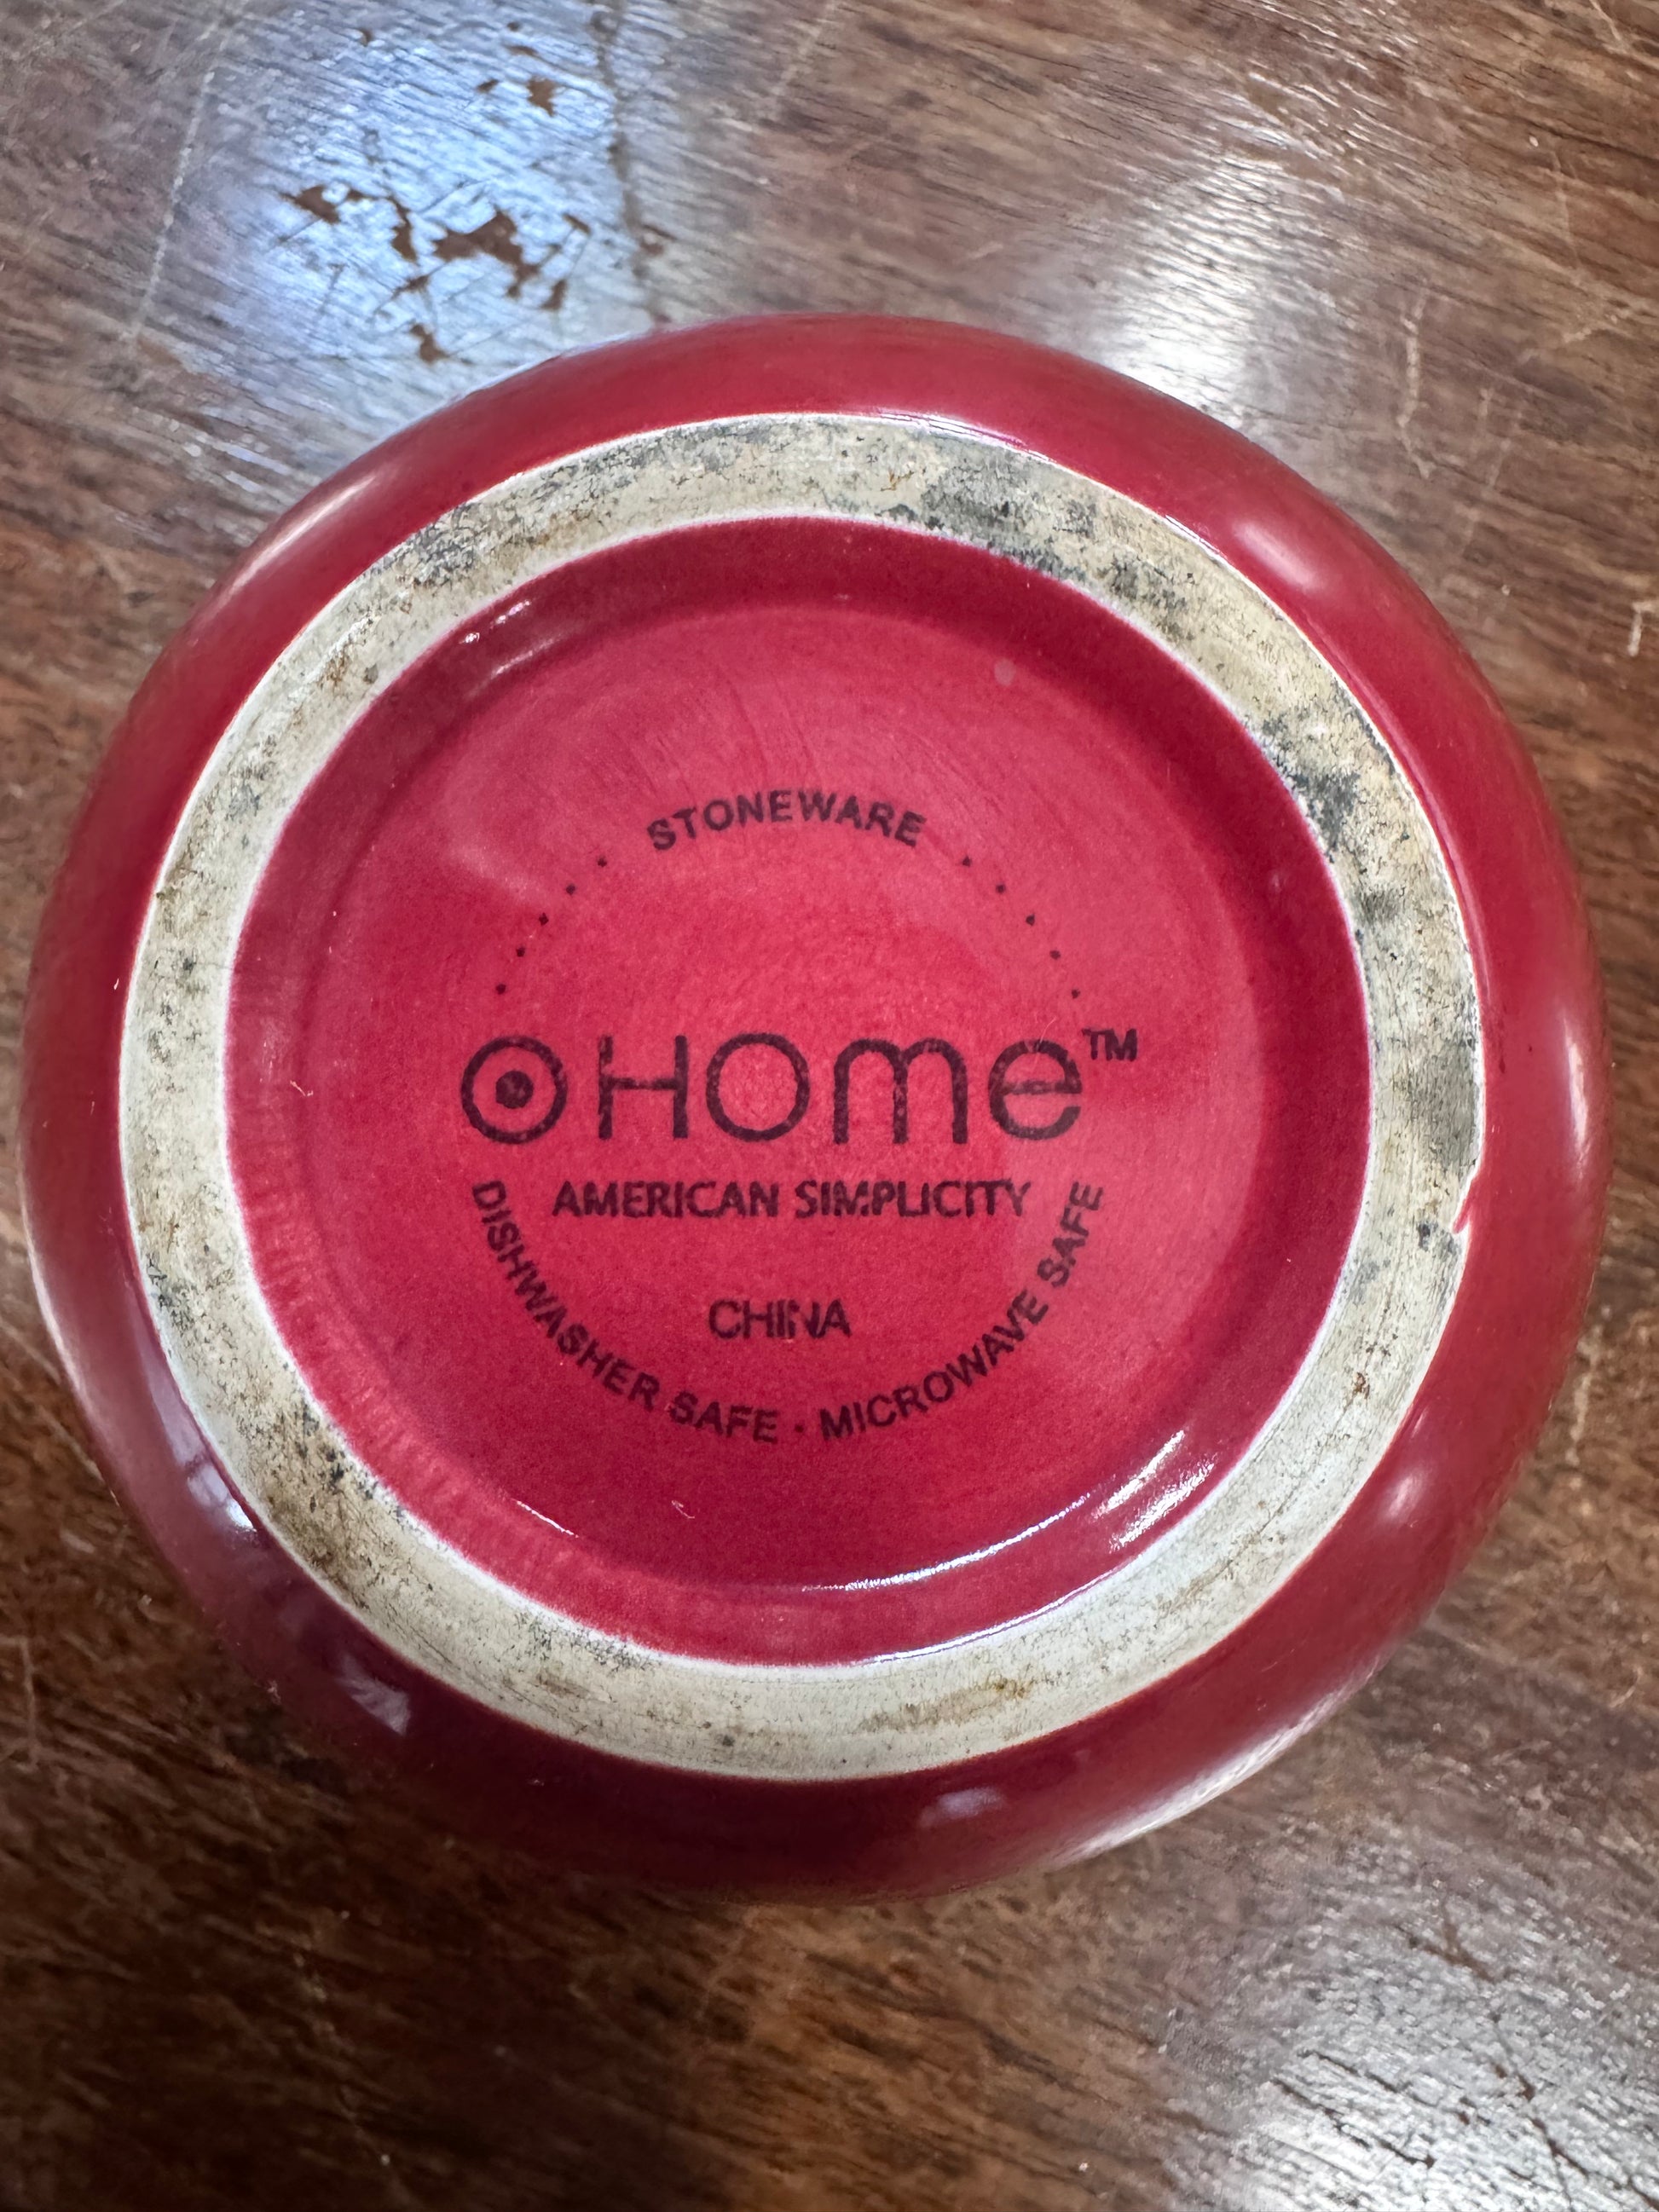 STONEWARE
HOMe™
AMERICAN SIMPLICITY
CHINA
DISHWASHER SAFE · MICROWAVE SAFE